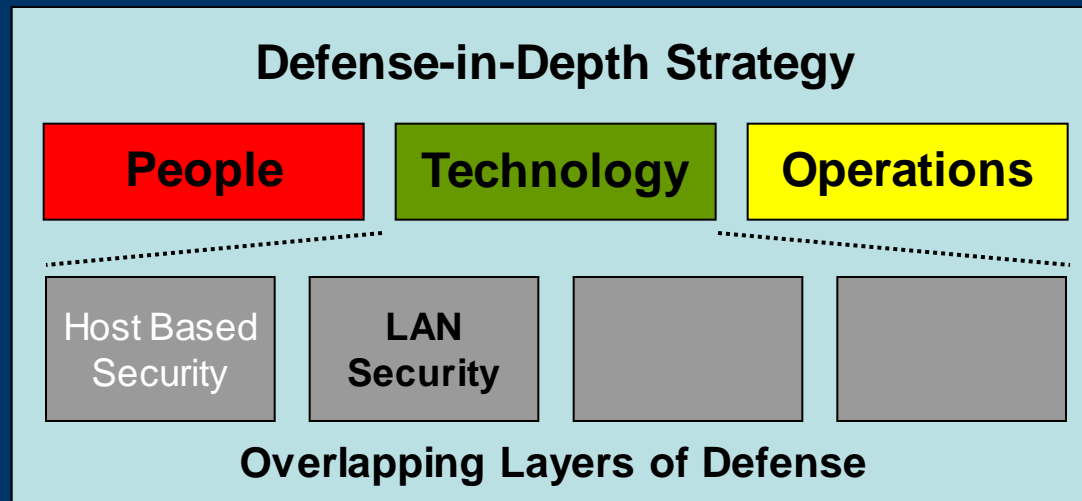 Defense-in-Depth Strategy
People
Technology
Operations
Host Based
Security
LAN
Security
Overlapping Layers of Defense